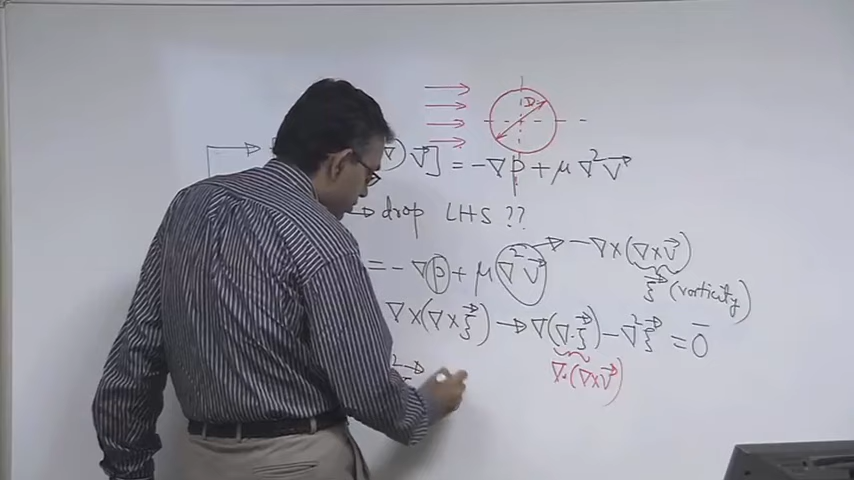 D
∇) V⃗] = -∇p + μ∇²V⃗
→ drop LHS ??
= -∇p + μ ∇²V⃗ → -∇×(∇×V⃗)
ξ⃗ (vorticity)
∇×(∇×ξ⃗) → ∇(∇·ξ⃗) - ∇²ξ⃗ = 0̄
∇·(∇×V⃗)